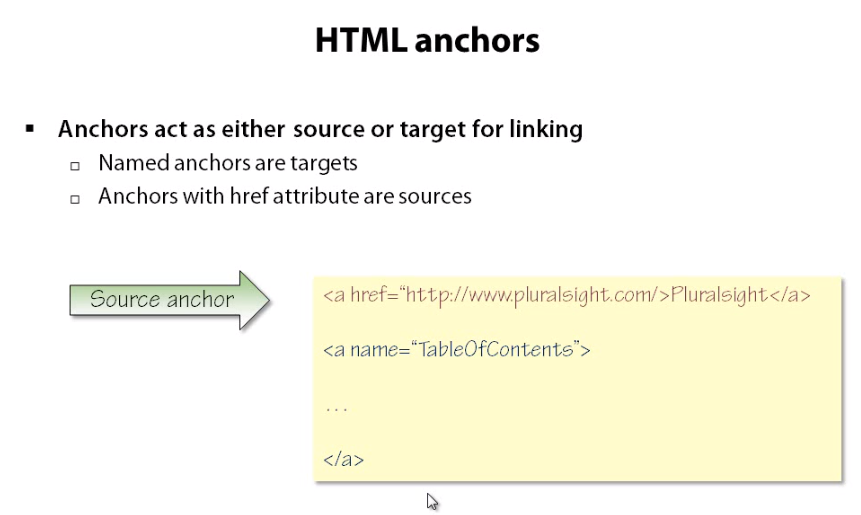 HTML anchors
▪ Anchors act as either source or target for linking
▫ Named anchors are targets
▫ Anchors with href attribute are sources
Source anchor
<a href=“http://www.pluralsight.com/>Pluralsight</a>
<a name=“TableOfContents”>
...
</a>